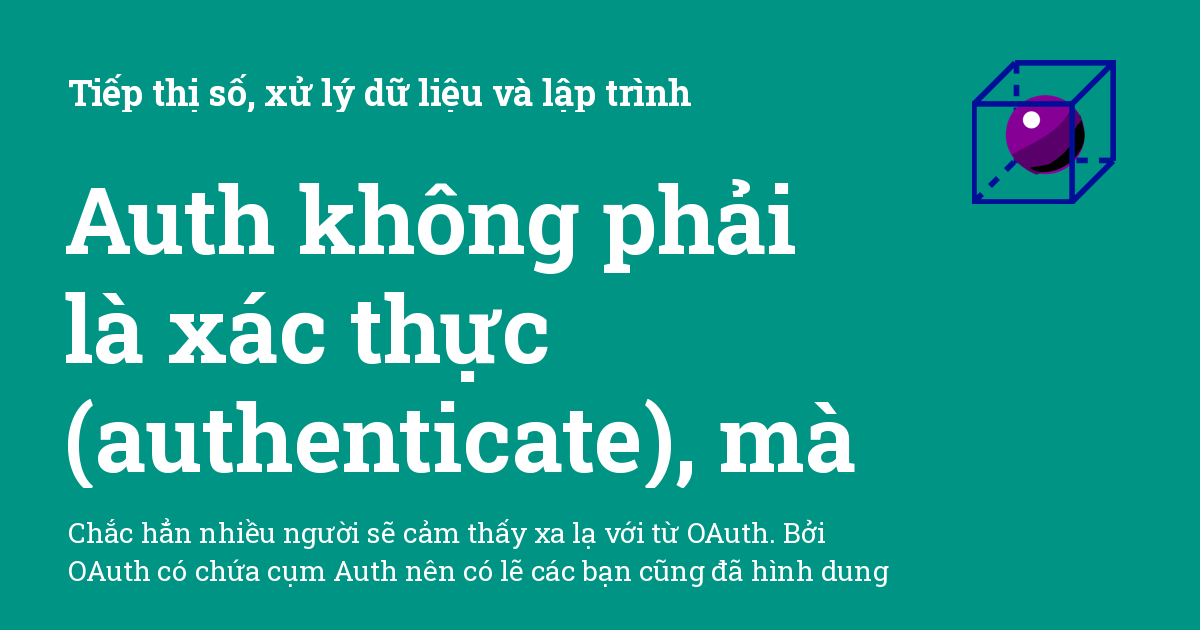 Tiếp thị số, xử lý dữ liệu và lập trình
Auth không phải
là xác thực
(authenticate), mà
Chắc hẳn nhiều người sẽ cảm thấy xa lạ với từ OAuth. Bởi
OAuth có chứa cụm Auth nên có lẽ các bạn cũng đã hình dung